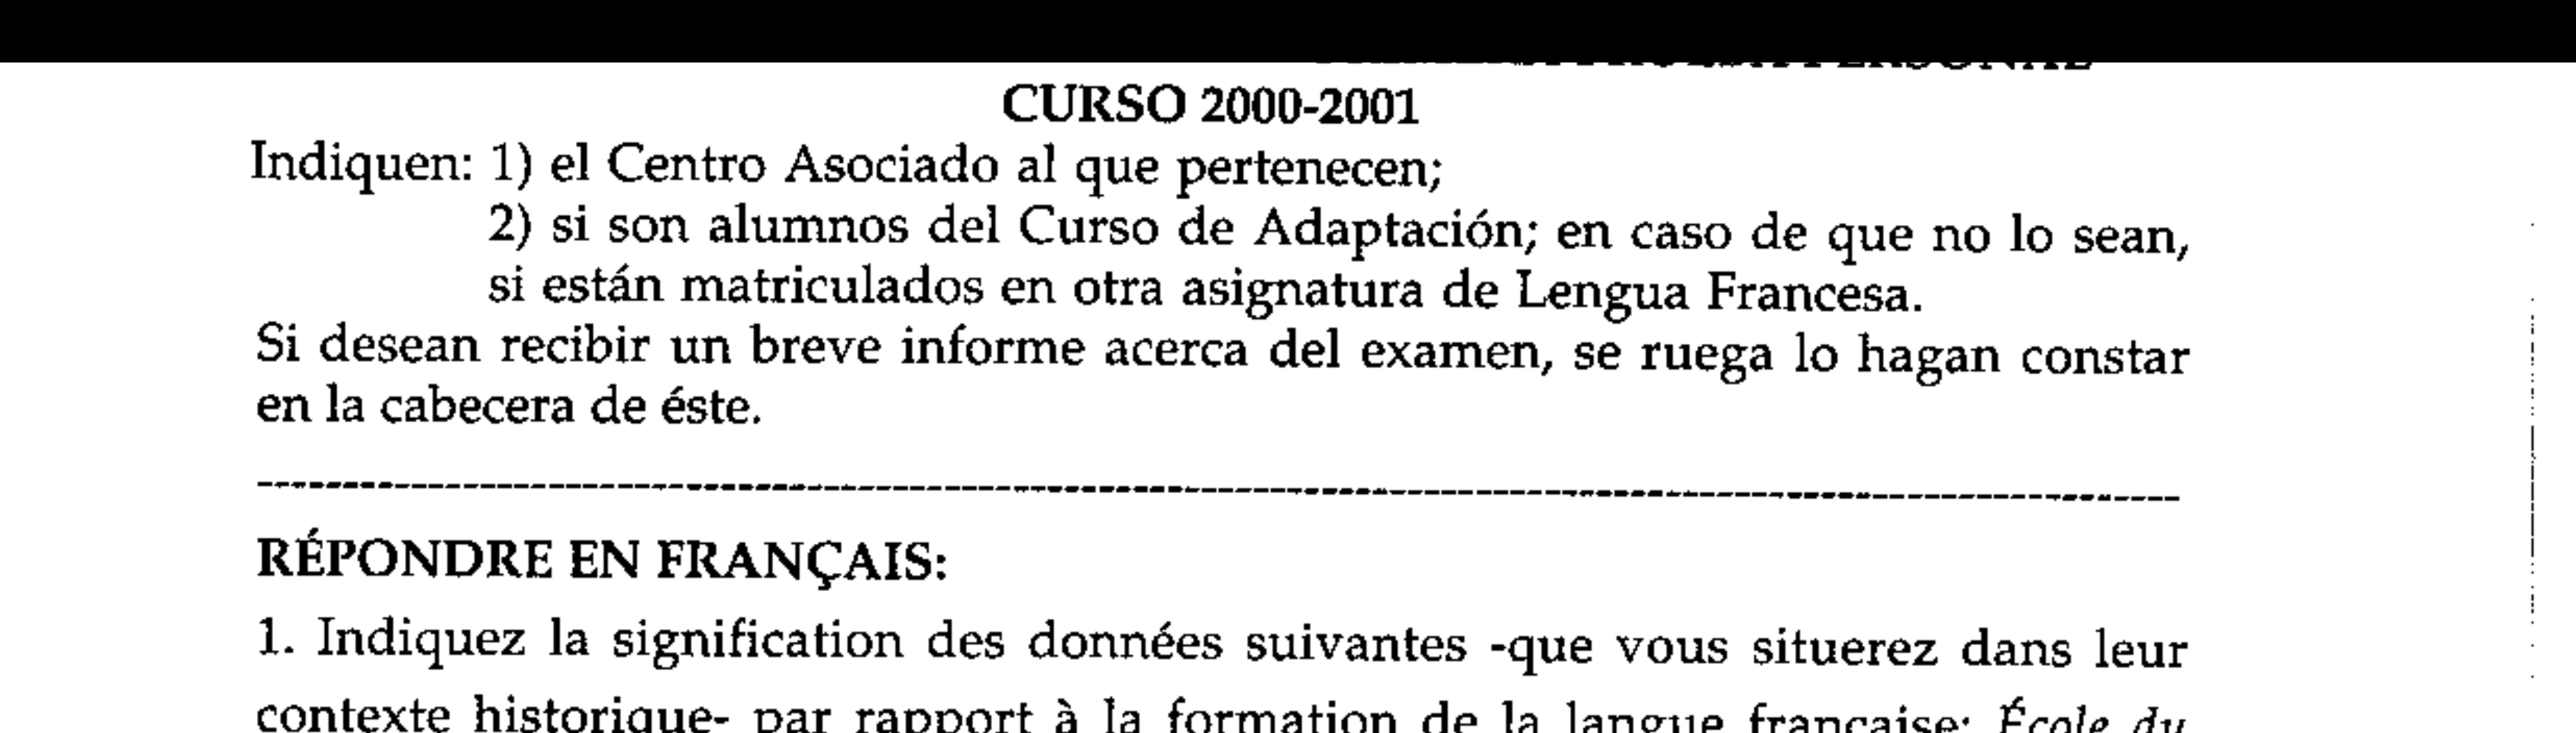 CURSO 2000-2001
Indiquen: 1) el Centro Asociado al que pertenecen;
2) si son alumnos del Curso de Adaptación; en caso de que no lo sean,
si están matriculados en otra asignatura de Lengua Francesa.
Si desean recibir un breve informe acerca del examen, se ruega lo hagan constar
en la cabecera de éste.
RÉPONDRE EN FRANÇAIS:
1. Indiquez la signification des données suivantes -que vous situerez dans leur
contexte historique- par rapport à la formation de la langue française: École du